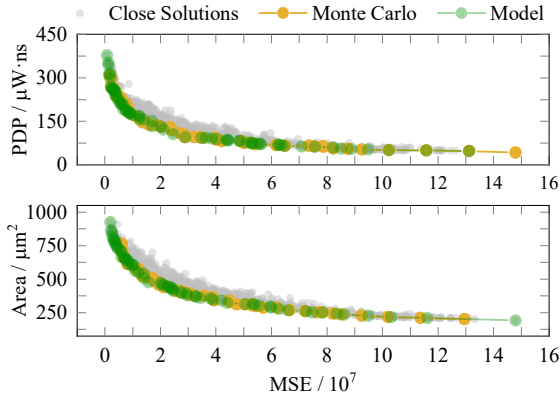 Close Solutions Monte Carlo Model
450
300
150
0
PDP / μW·ns
0 2 4 6 8 10 12 14 16
1000
750
500
250
Area / μm²
0 2 4 6 8 10 12 14 16
MSE / 10⁷